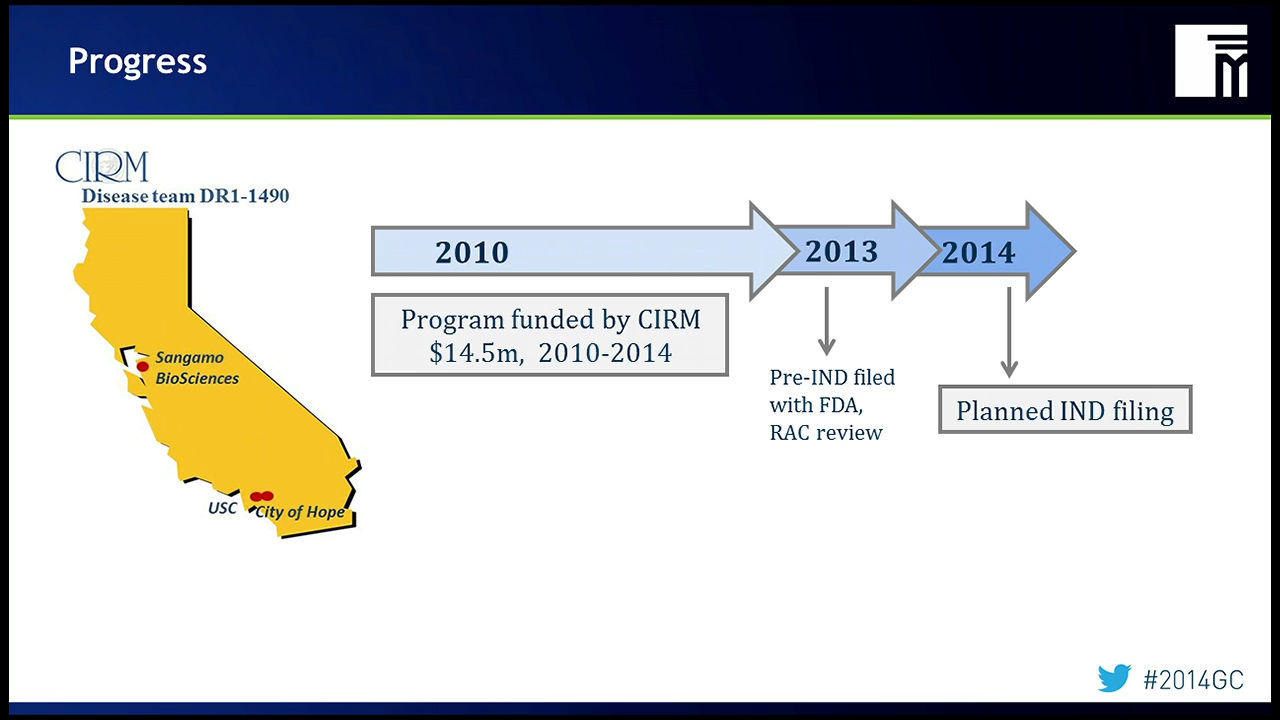 Progress
CIRM
Disease team DR1-1490
2010
2013
2014
Program funded by CIRM
$14.5m, 2010-2014
Pre-IND filed
with FDA,
RAC review
Planned IND filing
Sangamo
BioSciences
USC
City of Hope
#2014GC